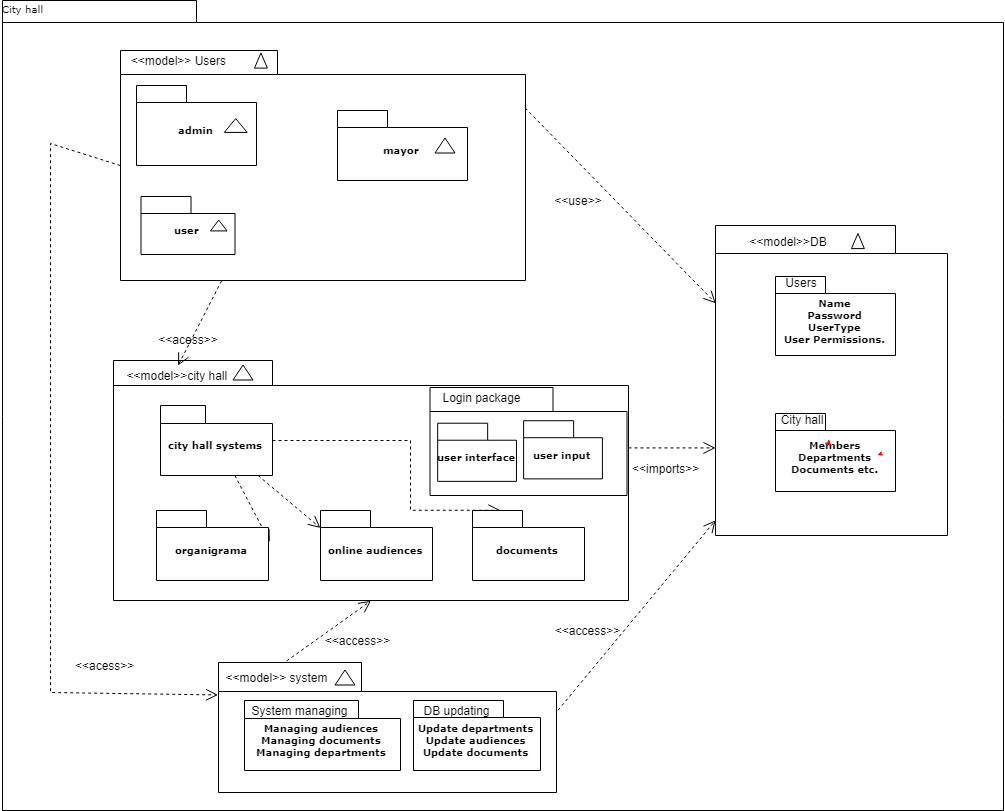 City hall
<<model>> Users
admin
mayor
user
<<use>>
<<model>>DB
Users
Name
Password
UserType
User Permissions.
<<acess>>
<<model>>city hall
Login package
user interface
user input
city hall systems
<<imports>>
City hall
Members
Departments
Documents etc.
organigrama
online audiences
documents
<<access>>
<<access>>
<<acess>>
<<model>> system
System managing
Managing audiences
Managing documents
Managing departments
DB updating
Update departments
Update audiences
Update documents